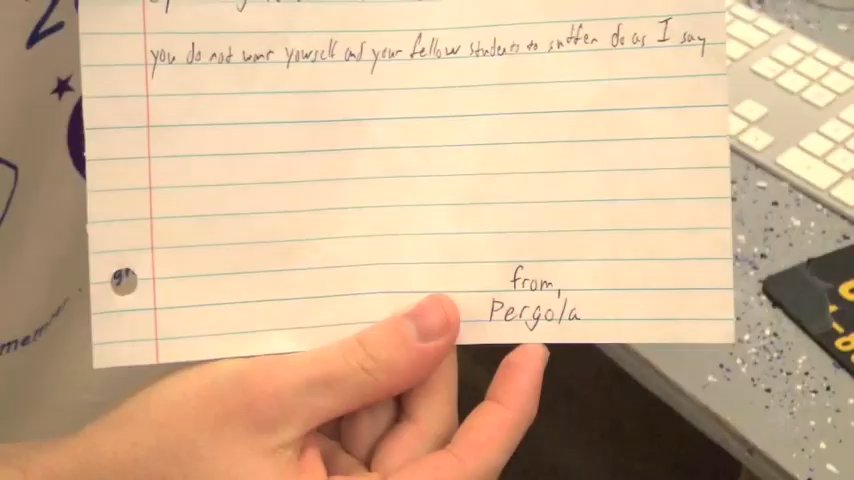 you do not want yourself and your fellow students to suffer do as I say
from,
Pergola